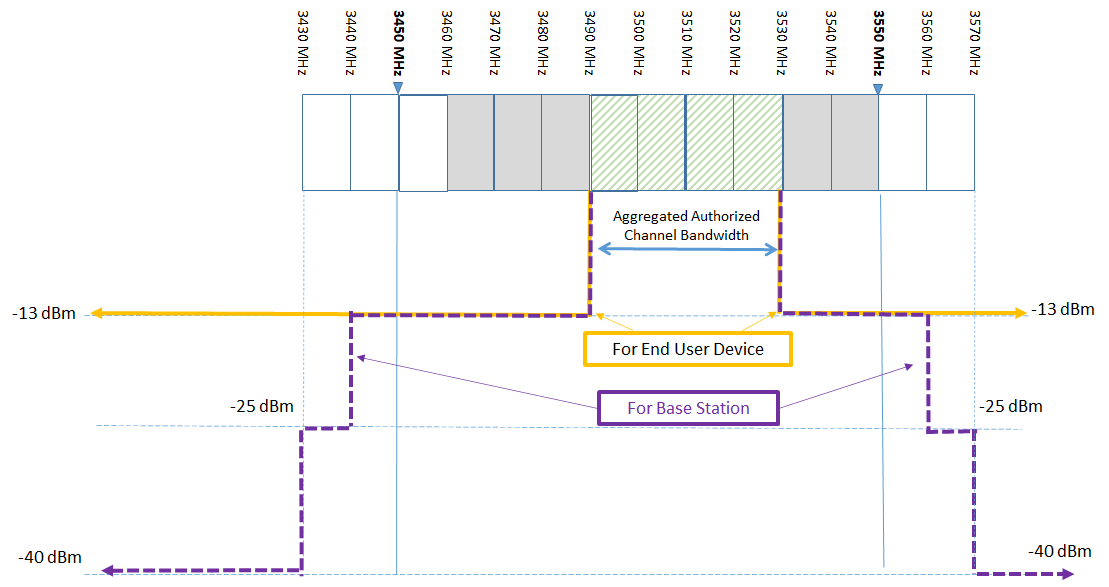 3430 MHz
3440 MHz
3450 MHz
3460 MHz
3470 MHz
3480 MHz
3490 MHz
3500 MHz
3510 MHz
3520 MHz
3530 MHz
3540 MHz
3550 MHz
3560 MHz
3570 MHz
Aggregated Authorized
Channel Bandwidth
-13 dBm
-13 dBm
For End User Device
-25 dBm
For Base Station
-25 dBm
-40 dBm
-40 dBm